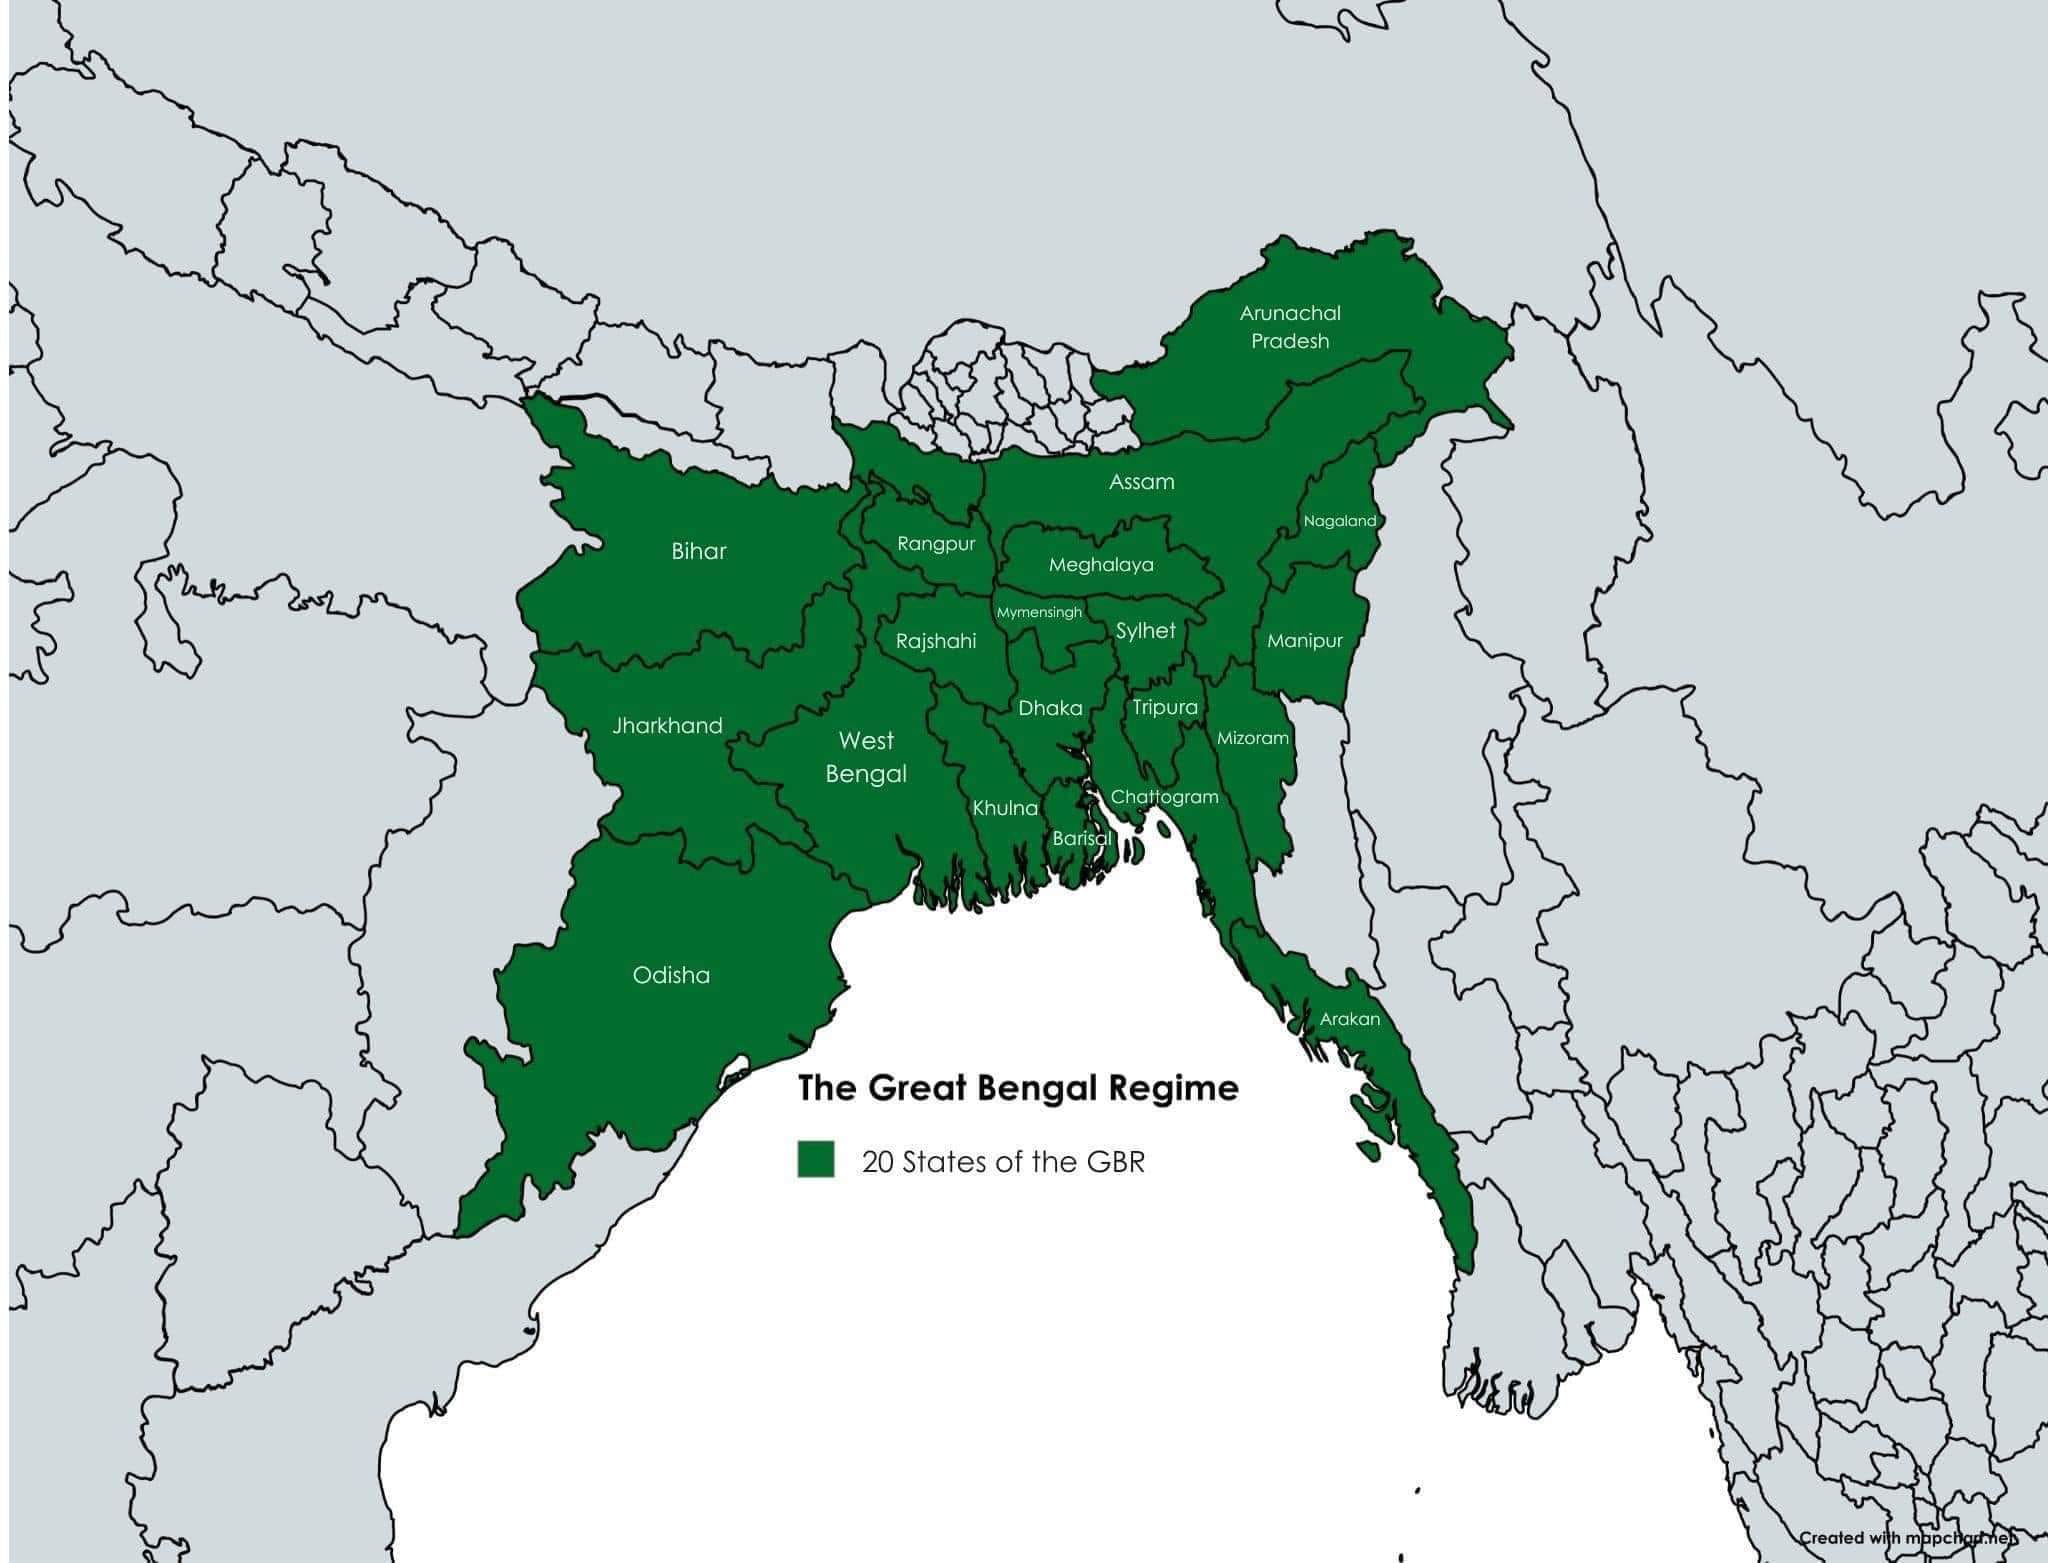 Arunachal
Pradesh
Assam
Nagaland
Bihar
Rangpur
Meghalaya
Mymensingh
Sylhet
Rajshahi
Manipur
Dhaka
Tripura
Jharkhand
Mizoram
West
Bengal
Chattogram
Khulna
Barisal
Odisha
Arakan
The Great Bengal Regime
20 States of the GBR
Created with mapchart.net